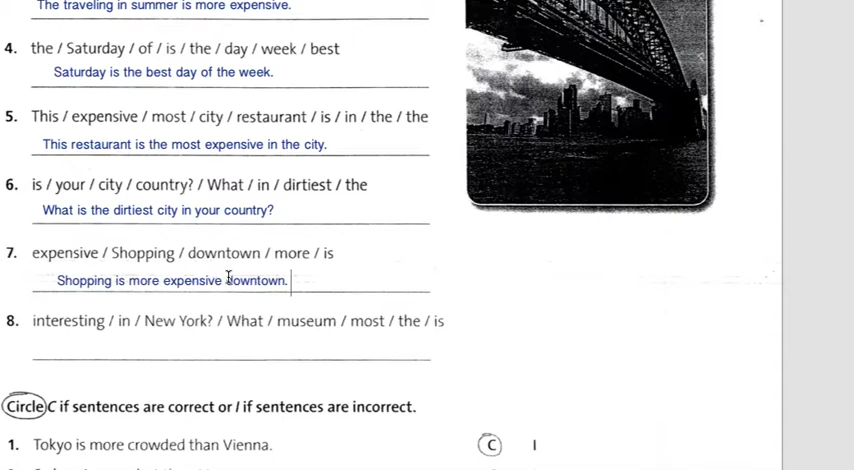 The traveling in summer is more expensive.
4. the / Saturday / of / is / the / day / week / best
Saturday is the best day of the week.
5. This / expensive / most / city / restaurant / is / in / the / the
This restaurant is the most expensive in the city.
6. is / your / city / country? / What / in / dirtiest / the
What is the dirtiest city in your country?
7. expensive / Shopping / downtown / more / is
Shopping is more expensive downtown.
8. interesting / in / New York? / What / museum / most / the / is
Circle C if sentences are correct or I if sentences are incorrect.
1. Tokyo is more crowded than Vienna. C I